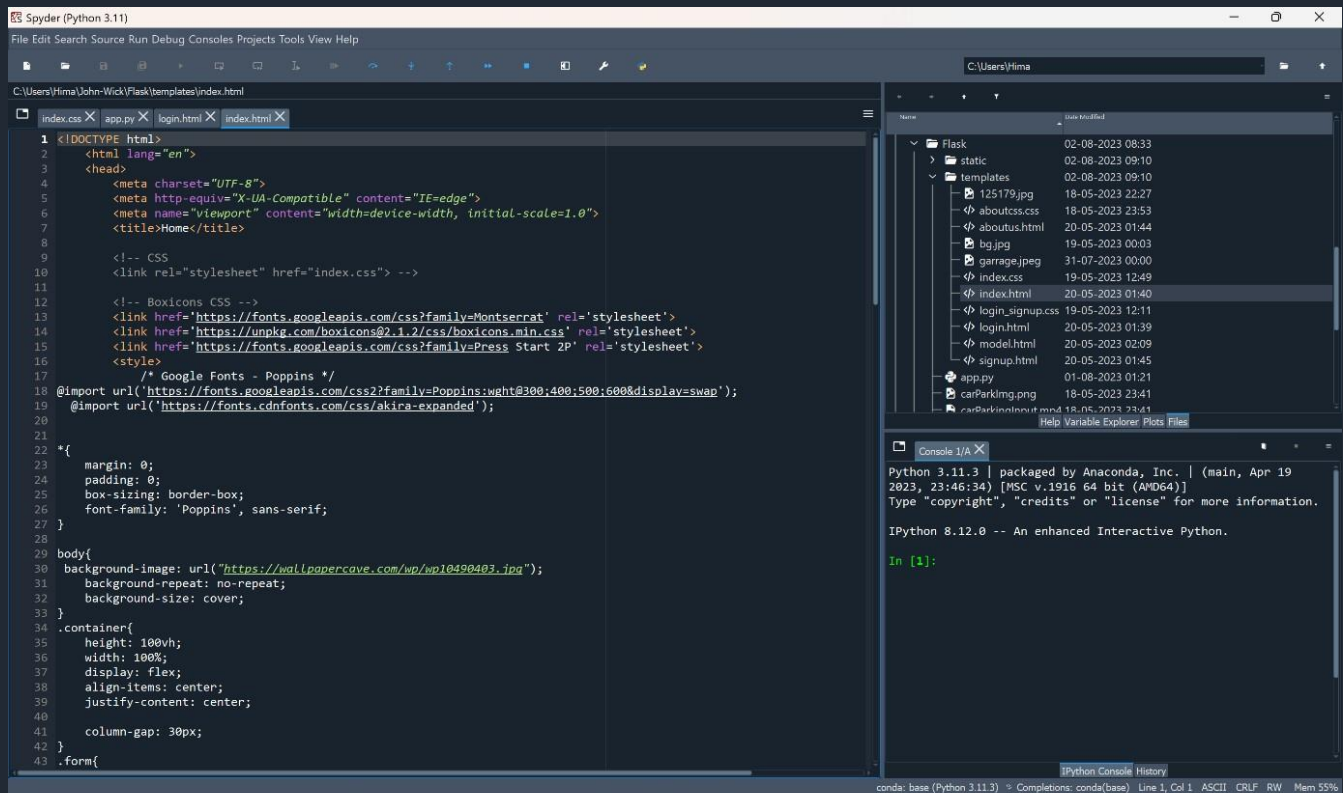 Spyder (Python 3.11)
File Edit Search Source Run Debug Consoles Projects Tools View Help
C:\Users\Hima
C:\Users\Hima\John-Wick\Flask\templates\index.html
index.css app.py login.html index.html
1 <!DOCTYPE html>
2 <html lang="en">
3 <head>
4 <meta charset="UTF-8">
5 <meta http-equiv="X-UA-Compatible" content="IE=edge">
6 <meta name="viewport" content="width=device-width, initial-scale=1.0">
7 <title>Home</title>
8
9 <!-- CSS
10 <link rel="stylesheet" href="index.css"> -->
11
12 <!-- Boxicons CSS -->
13 <link href='https://fonts.googleapis.com/css?family=Montserrat' rel='stylesheet'>
14 <link href='https://unpkg.com/boxicons@2.1.2/css/boxicons.min.css' rel='stylesheet'>
15 <link href='https://fonts.googleapis.com/css?family=Press Start 2P' rel='stylesheet'>
16 <style>
17 /* Google Fonts - Poppins */
18 @import url('https://fonts.googleapis.com/css2?family=Poppins:wght@300;400;500;600&display=swap');
19 @import url('https://fonts.cdnfonts.com/css/akira-expanded');
20
21
22 *{
23 margin: 0;
24 padding: 0;
25 box-sizing: border-box;
26 font-family: 'Poppins', sans-serif;
27 }
28
29 body{
30 background-image: url("https://wallpapercave.com/wp/wp10490403.jpg");
31 background-repeat: no-repeat;
32 background-size: cover;
33 }
34 .container{
35 height: 100vh;
36 width: 100%;
37 display: flex;
38 align-items: center;
39 justify-content: center;
40
41 column-gap: 30px;
42 }
43 .form{
Name Date Modified
Flask 02-08-2023 08:33
static 02-08-2023 09:10
templates 02-08-2023 09:10
125179.jpg 18-05-2023 22:27
aboutcss.css 18-05-2023 23:53
aboutus.html 20-05-2023 01:44
bg.jpg 19-05-2023 00:03
garrage.jpeg 31-07-2023 00:00
index.css 19-05-2023 12:49
index.html 20-05-2023 01:40
login_signup.css 19-05-2023 12:11
login.html 20-05-2023 01:39
model.html 20-05-2023 02:09
signup.html 20-05-2023 01:45
app.py 01-08-2023 01:21
carParkImg.png 18-05-2023 23:41
carParkingInput.mp4 18-05-2023 23:41
Help Variable Explorer Plots Files
Console 1/A
Python 3.11.3 | packaged by Anaconda, Inc. | (main, Apr 19
2023, 23:46:34) [MSC v.1916 64 bit (AMD64)]
Type "copyright", "credits" or "license" for more information.
IPython 8.12.0 -- An enhanced Interactive Python.
In [1]:
IPython Console History
conda: base (Python 3.11.3) Completions: conda(base) Line 1, Col 1 ASCII CRLF RW Mem 55%